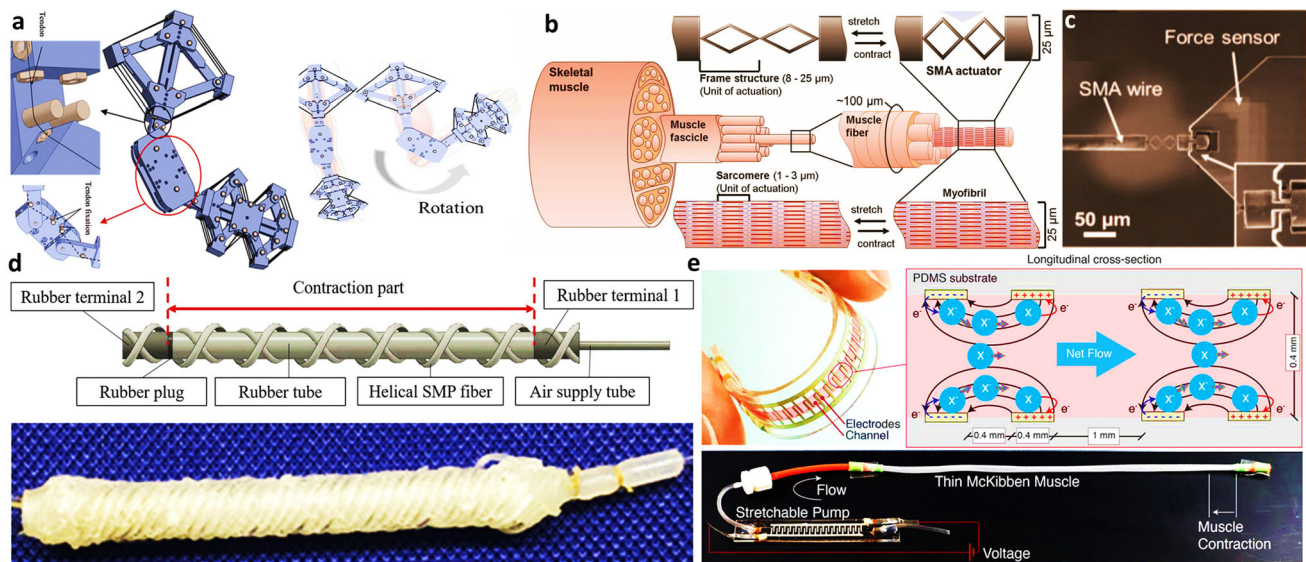 a
Tendon
Tendon fixation
Rotation
b
Skeletal
muscle
Frame structure (8 - 25 µm)
(Unit of actuation)
stretch
contract
SMA actuator
25 µm
Muscle
fascicle
~100 µm
Muscle
fiber
Sarcomere (1 - 3 µm)
(Unit of actuation)
stretch
contract
Myofibril
25 µm
c
Force sensor
SMA wire
50 µm
d
Contraction part
Rubber terminal 2
Rubber terminal 1
Rubber plug
Rubber tube
Helical SMP fiber
Air supply tube
e
Longitudinal cross-section
PDMS substrate
- - - - -
+ + + +
- - - - -
+ + + +
e-
X-
X-
X
e-
X-
X-
X
e-
X
Net Flow
X
e-
X-
X-
X
e-
X-
X-
X
e-
- - - - -
+ + + +
- - - - -
+ + + +
0.4 mm
0.4 mm
0.4 mm
1 mm
Electrodes
Channel
Flow
Thin McKibben Muscle
Stretchable Pump
Muscle
Contraction
Voltage